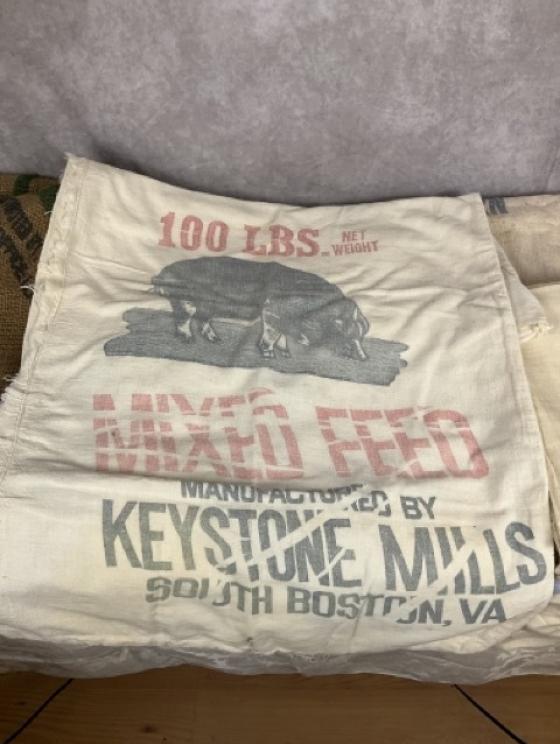 100 LBS. NET
WEIGHT
MIXED FEED
MANUFACTURED BY
KEYSTONE MILLS
SOUTH BOSTON, VA